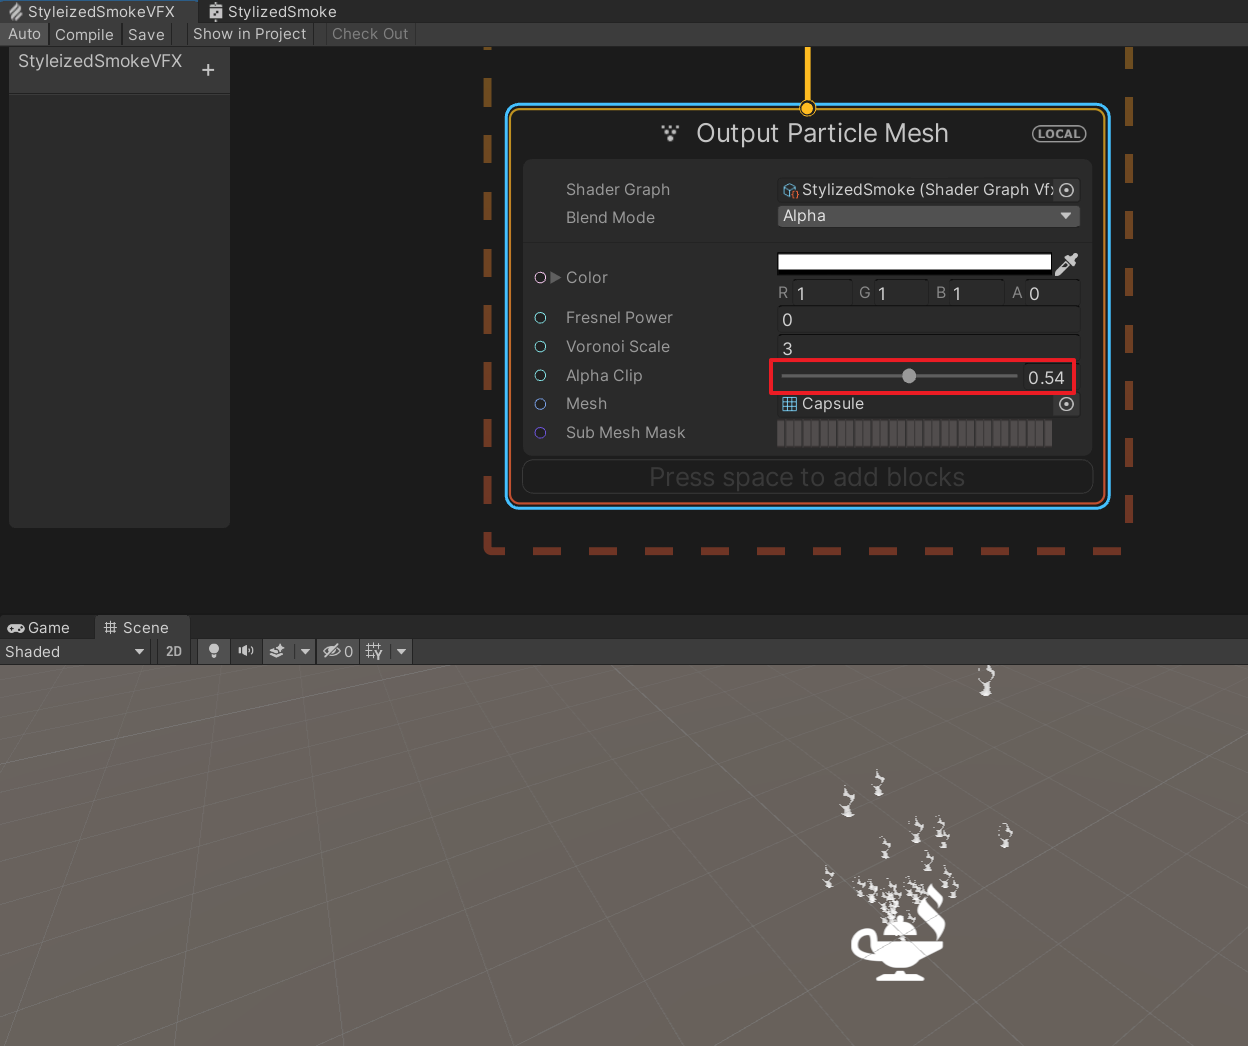 StyleizedSmokeVFX StylizedSmoke
Auto Compile Save Show in Project Check Out
StyleizedSmokeVFX +
Output Particle Mesh LOCAL
Shader Graph StylizedSmoke (Shader Graph Vfx
Blend Mode Alpha
Color
R 1 G 1 B 1 A 0
Fresnel Power 0
Voronoi Scale 3
Alpha Clip 0.54
Mesh Capsule
Sub Mesh Mask
Press space to add blocks
Game Scene
Shaded 2D 0